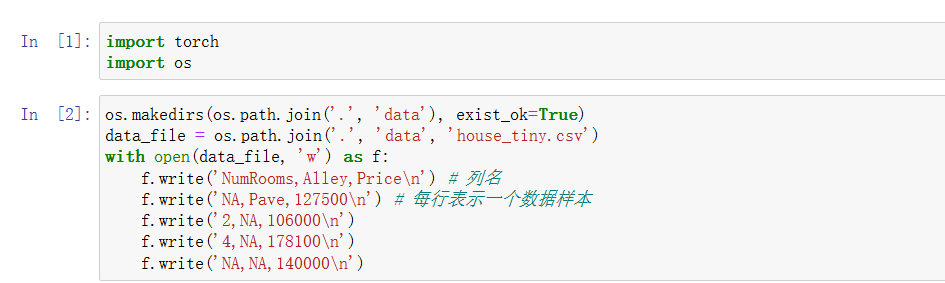 In [1]: import torch
import os
In [2]: os.makedirs(os.path.join('.', 'data'), exist_ok=True)
data_file = os.path.join('.', 'data', 'house_tiny.csv')
with open(data_file, 'w') as f:
    f.write('NumRooms,Alley,Price\n') # 列名
    f.write('NA,Pave,127500\n') # 每行表示一个数据样本
    f.write('2,NA,106000\n')
    f.write('4,NA,178100\n')
    f.write('NA,NA,140000\n')